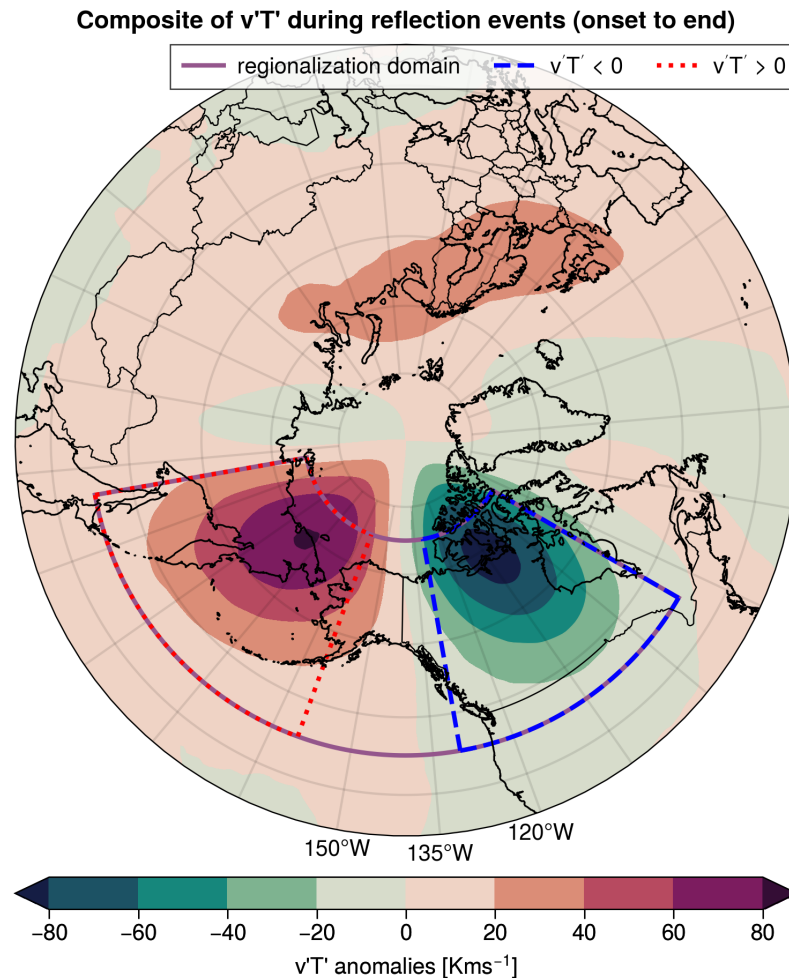 Composite of v'T' during reflection events (onset to end)
regionalization domain
v′T′ < 0
v′T′ > 0
150°W
135°W
120°W
−80 −60 −40 −20 0 20 40 60 80
v'T' anomalies [Kms⁻¹]